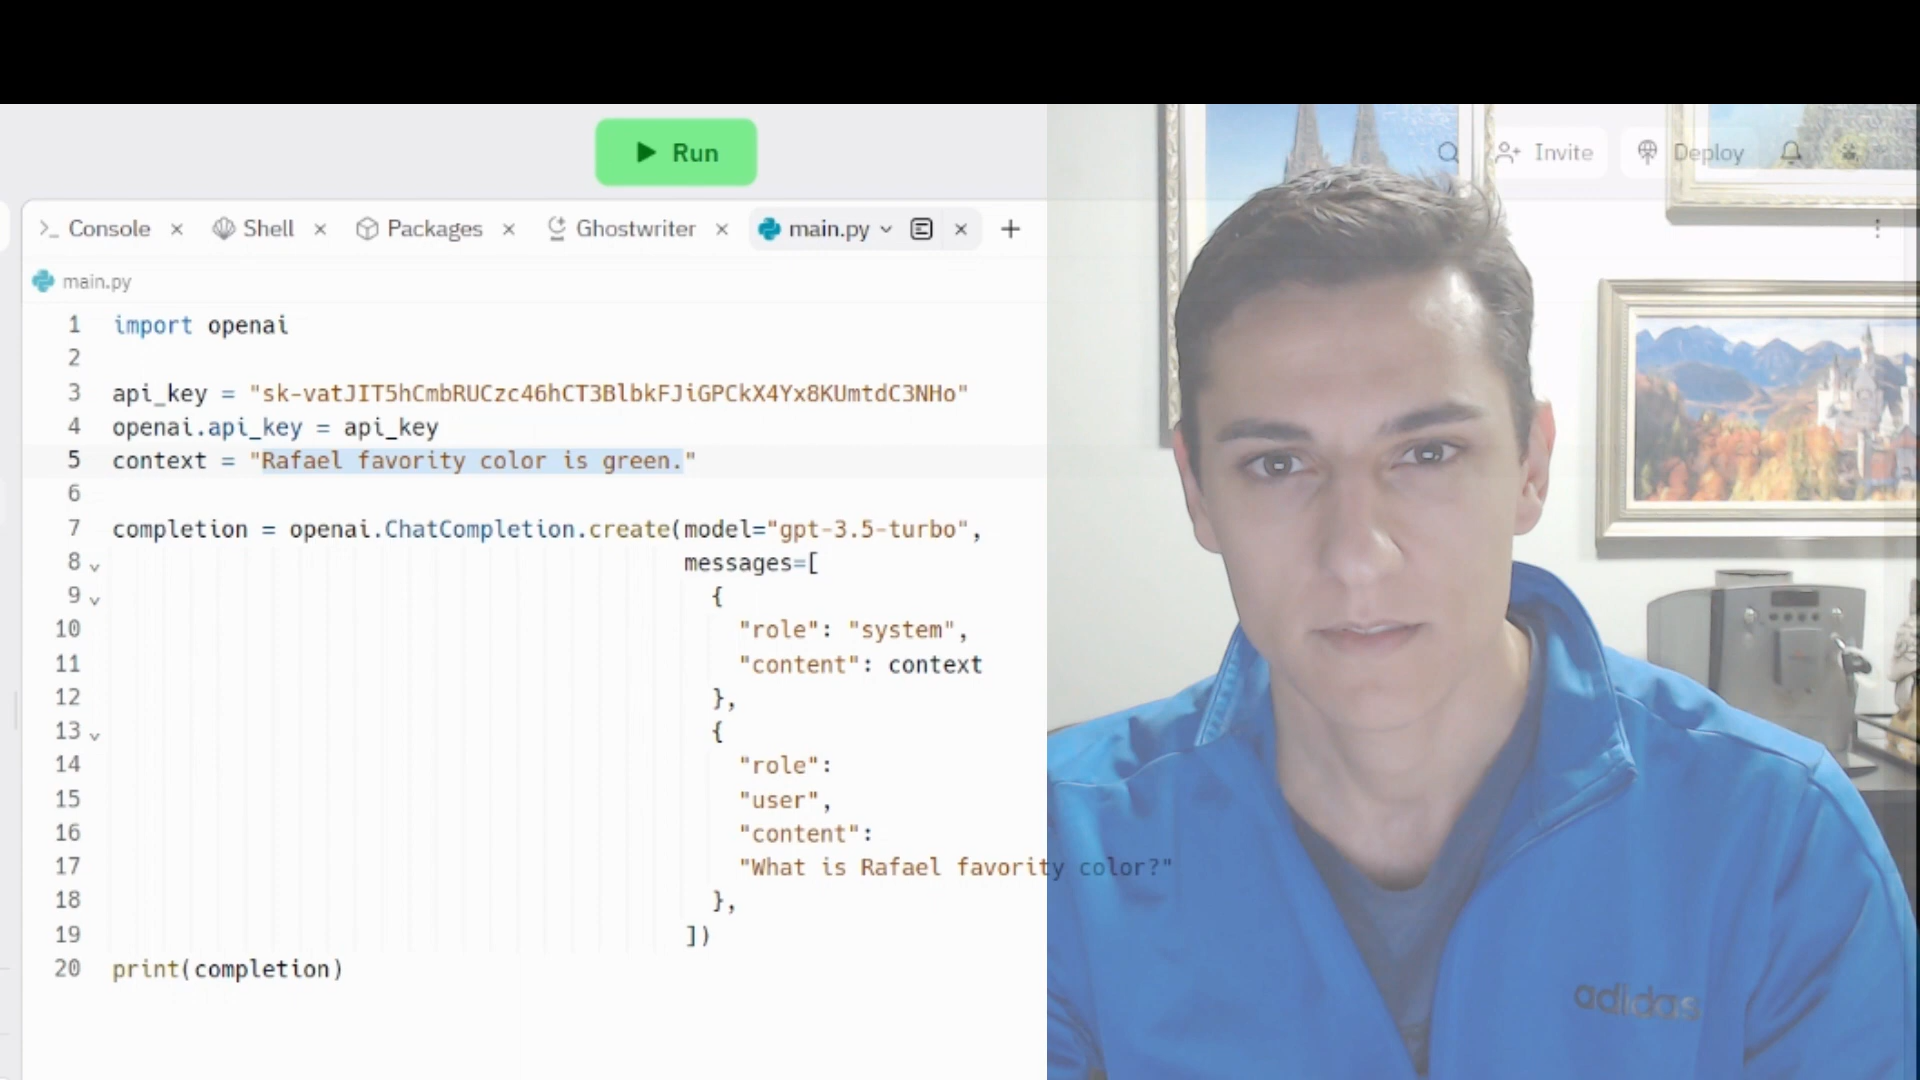 Run
Invite
Deploy
Console
Shell
Packages
Ghostwriter
main.py
main.py
1 import openai
2
3 api_key = "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"
4 openai.api_key = api_key
5 context = "Rafael favority color is green."
6
7 completion = openai.ChatCompletion.create(model="gpt-3.5-turbo",
8 messages=[
9 {
10 "role": "system",
11 "content": context
12 },
13 {
14 "role":
15 "user",
16 "content":
17 "What is Rafael favority color?"
18 },
19 ])
20 print(completion)
adidas